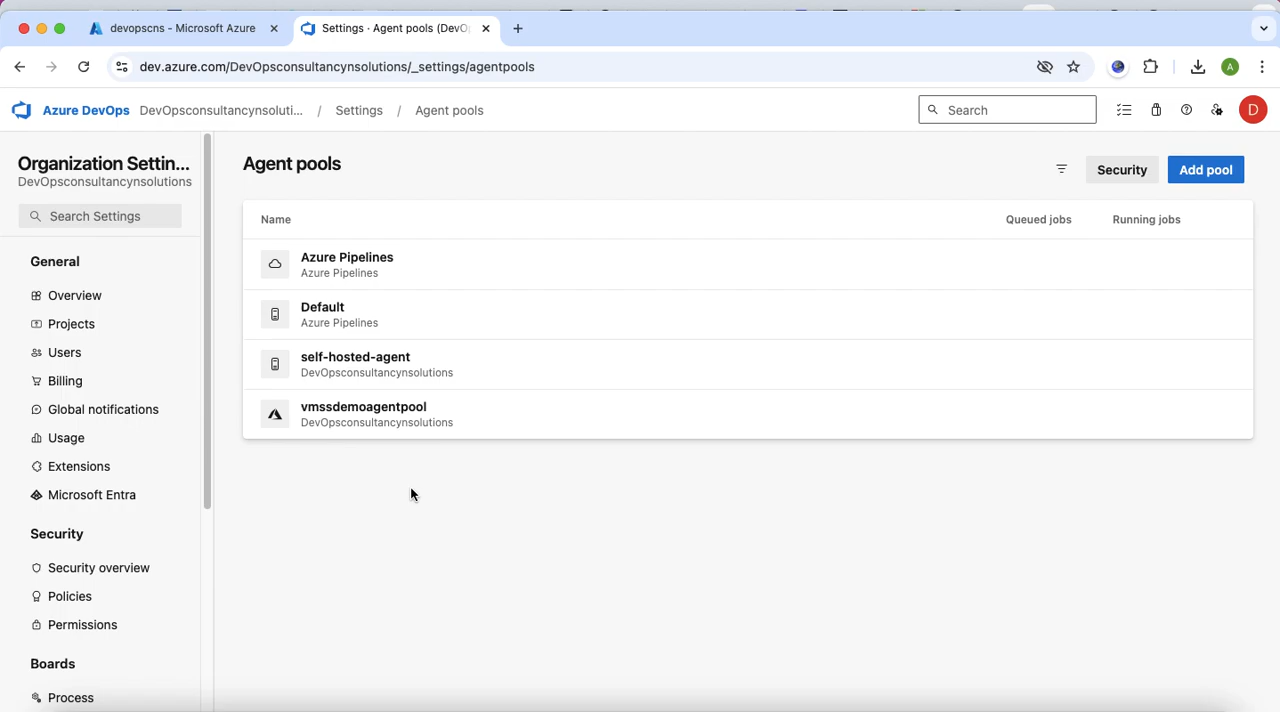 devopscns - Microsoft Azure
Settings · Agent pools (DevO
dev.azure.com/DevOpsconsultancynsolutions/_settings/agentpools
A
Azure DevOps
DevOpsconsultancynsoluti...
/
Settings
/
Agent pools
Search
D
Organization Settin...
DevOpsconsultancynsolutions
Search Settings
General
Overview
Projects
Users
Billing
Global notifications
Usage
Extensions
Microsoft Entra
Security
Security overview
Policies
Permissions
Boards
Process
Agent pools
Security
Add pool
Name
Queued jobs
Running jobs
Azure Pipelines
Azure Pipelines
Default
Azure Pipelines
self-hosted-agent
DevOpsconsultancynsolutions
vmssdemoagentpool
DevOpsconsultancynsolutions